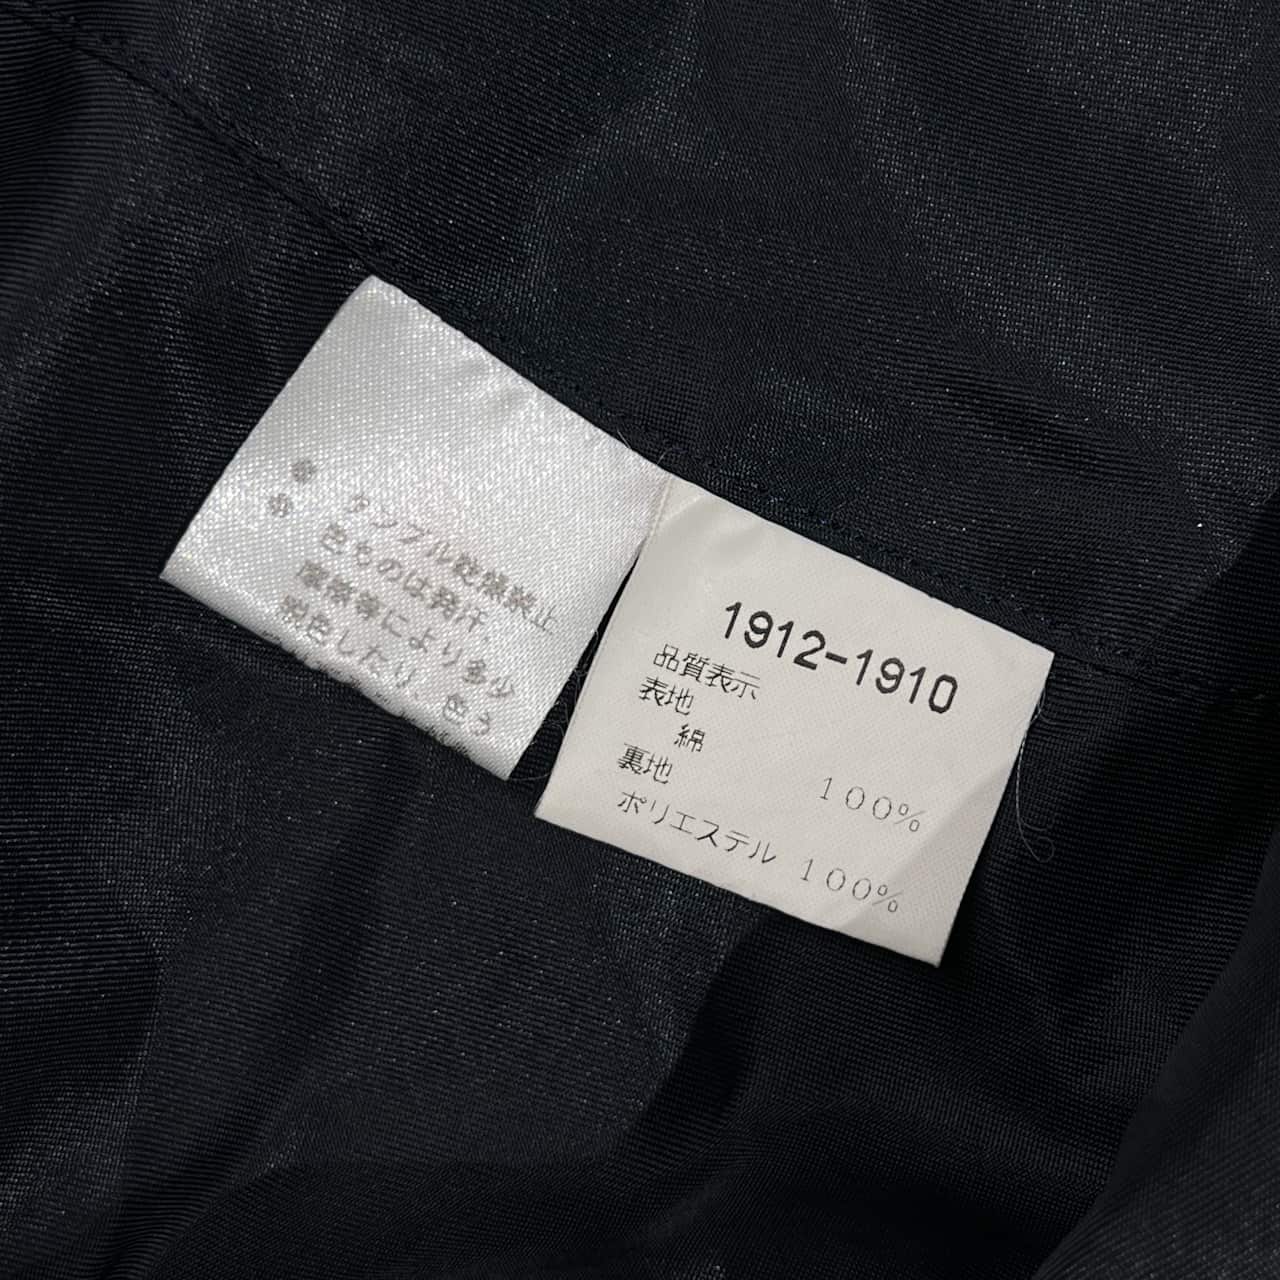 タンブル乾燥禁止
色ものは発汗、
摩擦等により多少
脱色したり、色う
1912-1910
品質表示
表地
綿 100%
裏地
ポリエステル 100%